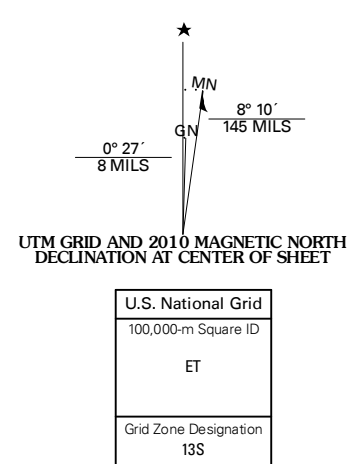 MN
8° 10´
145 MILS
GN
0° 27´
8 MILS
UTM GRID AND 2010 MAGNETIC NORTH
DECLINATION AT CENTER OF SHEET
U.S. National Grid
100,000-m Square ID
ET
Grid Zone Designation
13S